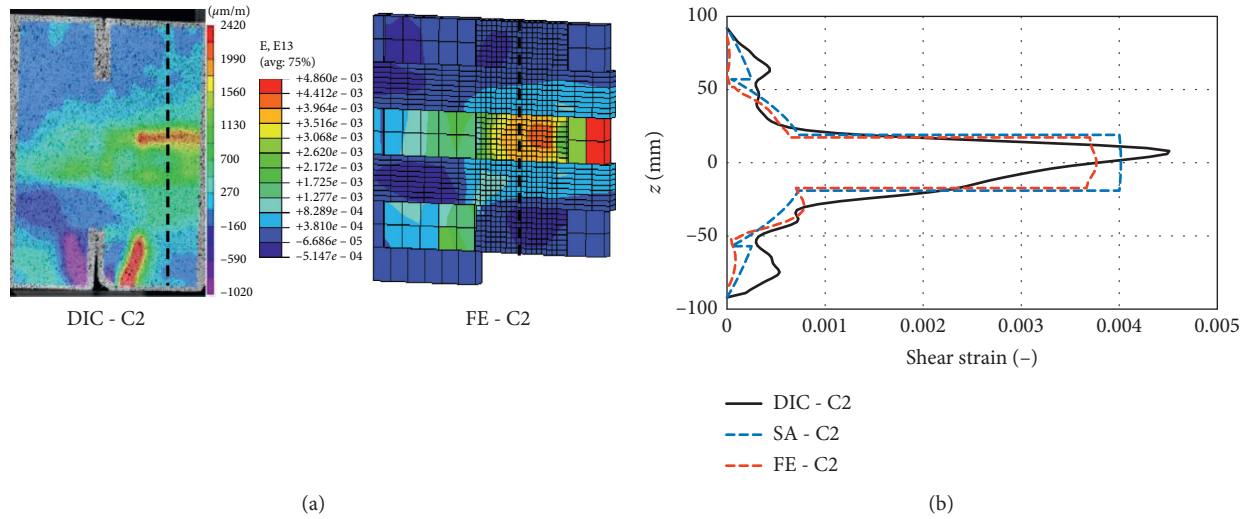 (μm/m)
2420
1990
1560
1130
700
270
−160
−590
−1020
DIC - C2
E, E13
(avg: 75%)
+4.860e − 03
+4.412e − 03
+3.964e − 03
+3.516e − 03
+3.068e − 03
+2.620e − 03
+2.172e − 03
+1.725e − 03
+1.277e − 03
+8.289e − 04
+3.810e − 04
−6.686e − 05
−5.147e − 04
FE - C2
(a)
z (mm)
100
50
0
−50
−100
0 0.001 0.002 0.003 0.004 0.005
Shear strain (–)
DIC - C2
SA - C2
FE - C2
(b)